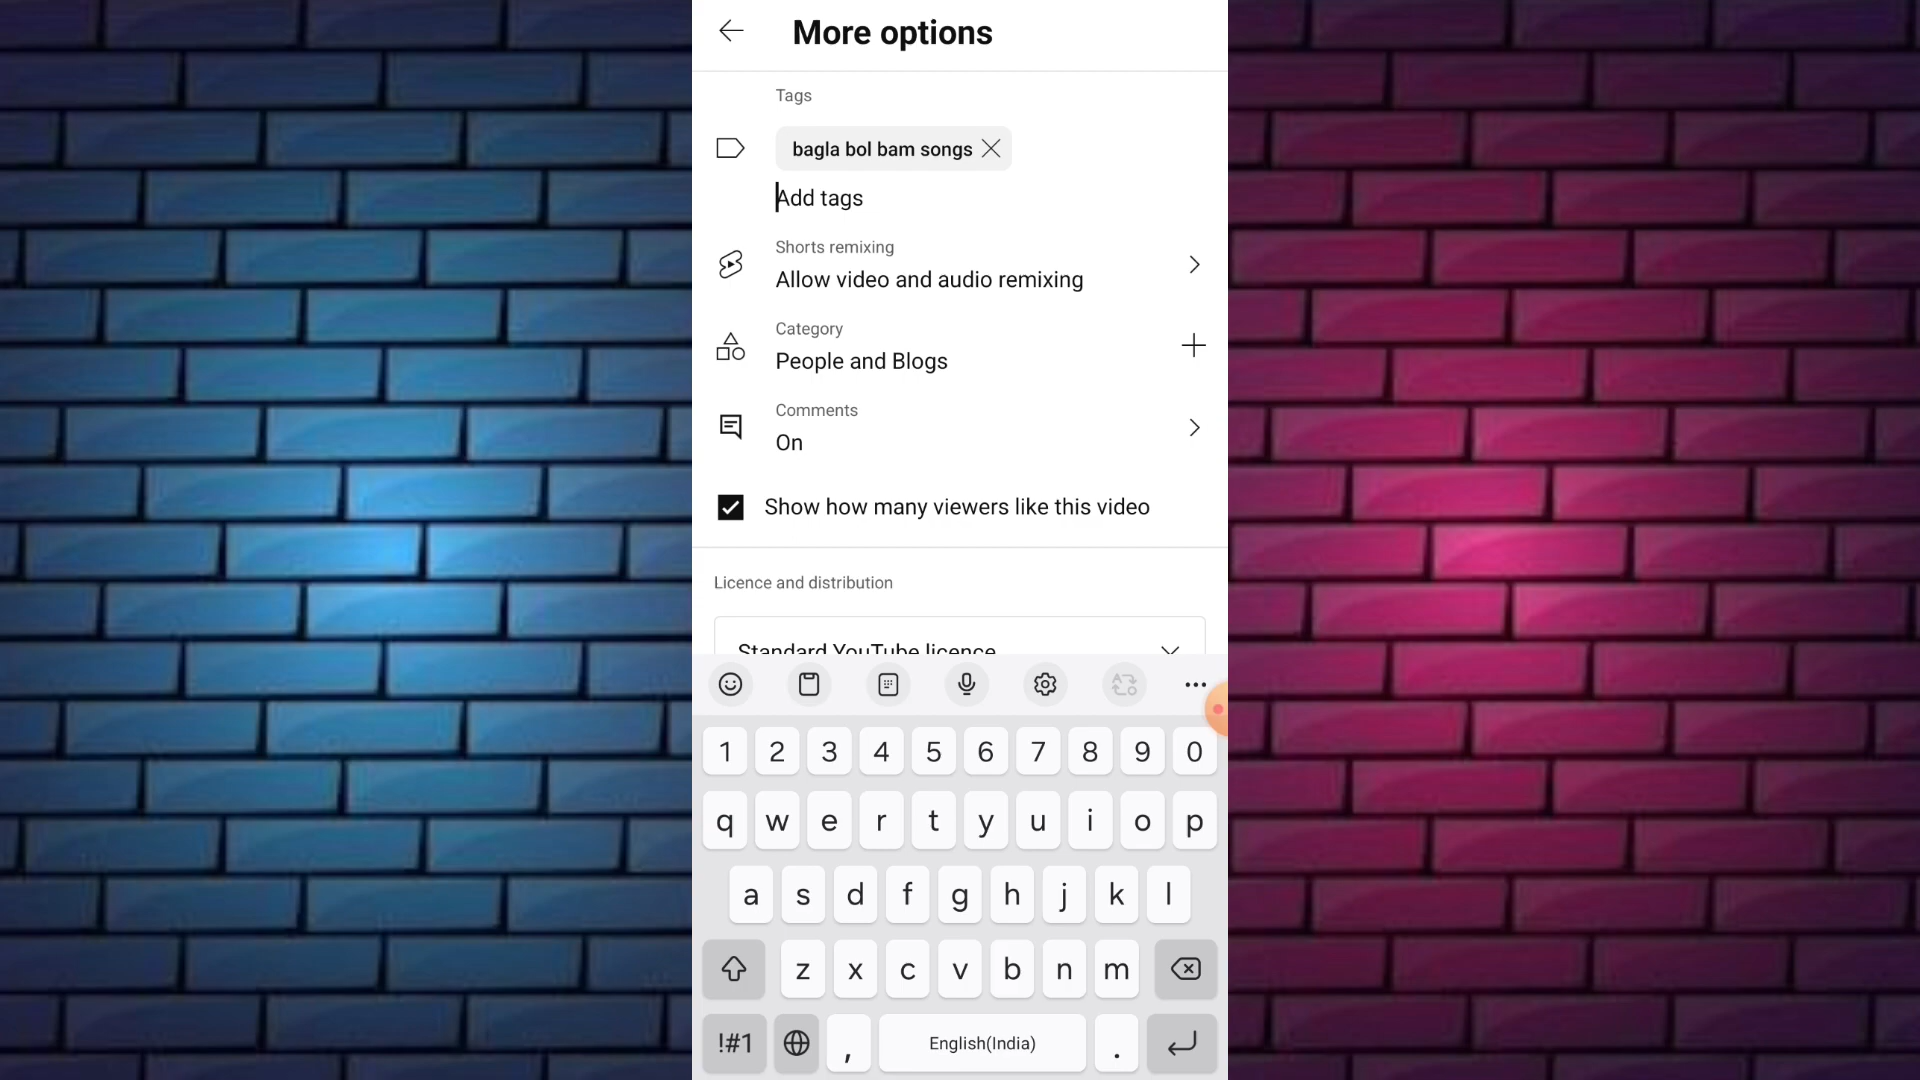 More options
Tags
bagla bol bam songs
Add tags
Shorts remixing
Allow video and audio remixing
Category
People and Blogs
Comments
On
Show how many viewers like this video
Licence and distribution
Standard YouTube licence
1 2 3 4 5 6 7 8 9 0
q w e r t y u i o p
a s d f g h j k l
z x c v b n m
!#1 , English(India) .